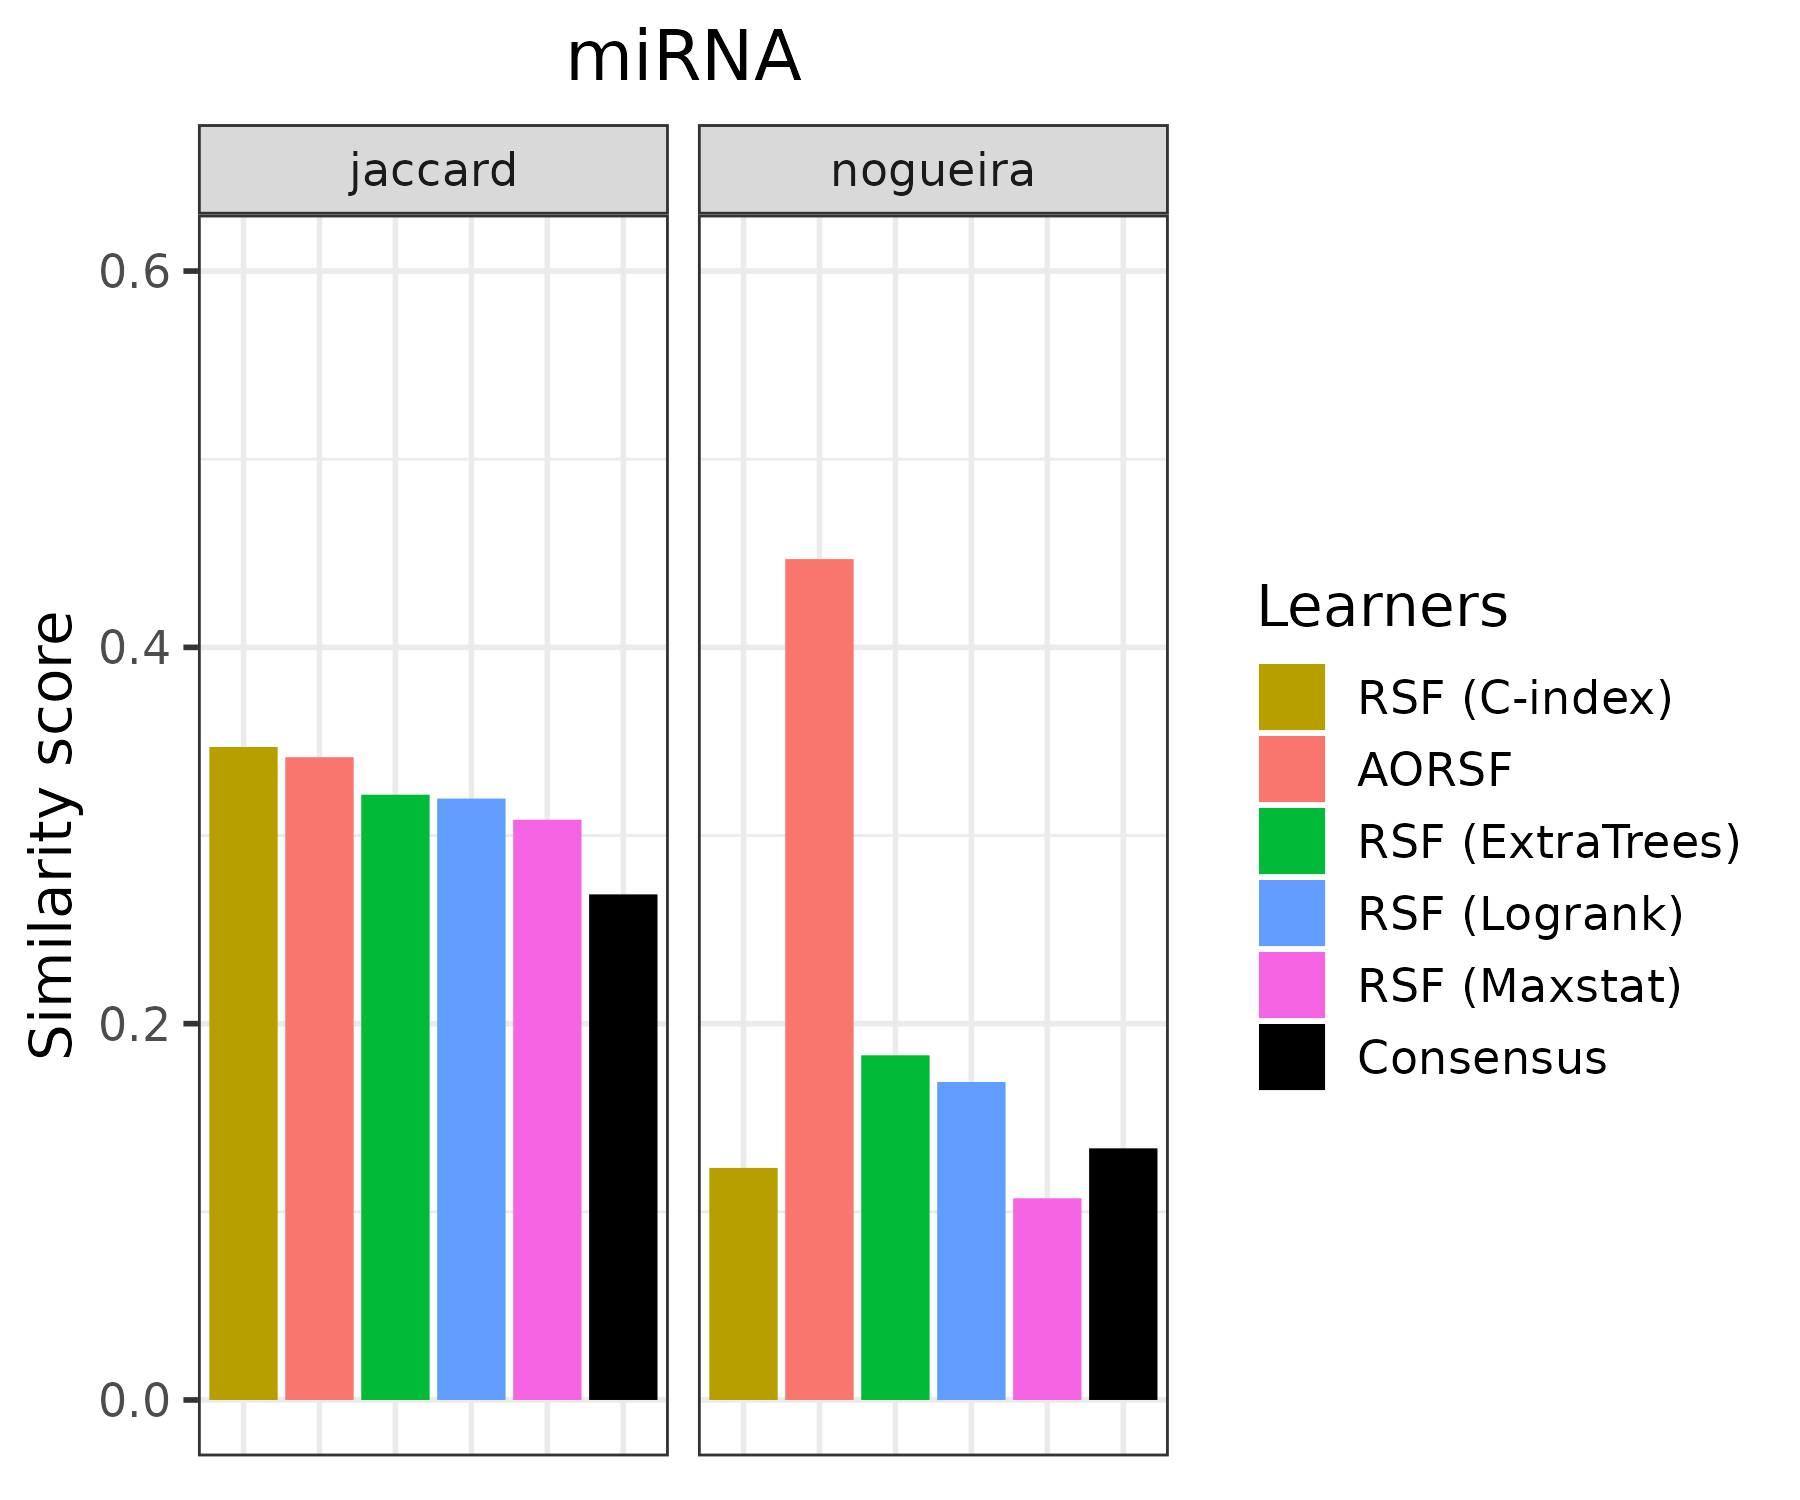 miRNA
jaccard
nogueira
0.6
0.4
0.2
0.0
Similarity score
Learners
RSF (C-index)
AORSF
RSF (ExtraTrees)
RSF (Logrank)
RSF (Maxstat)
Consensus